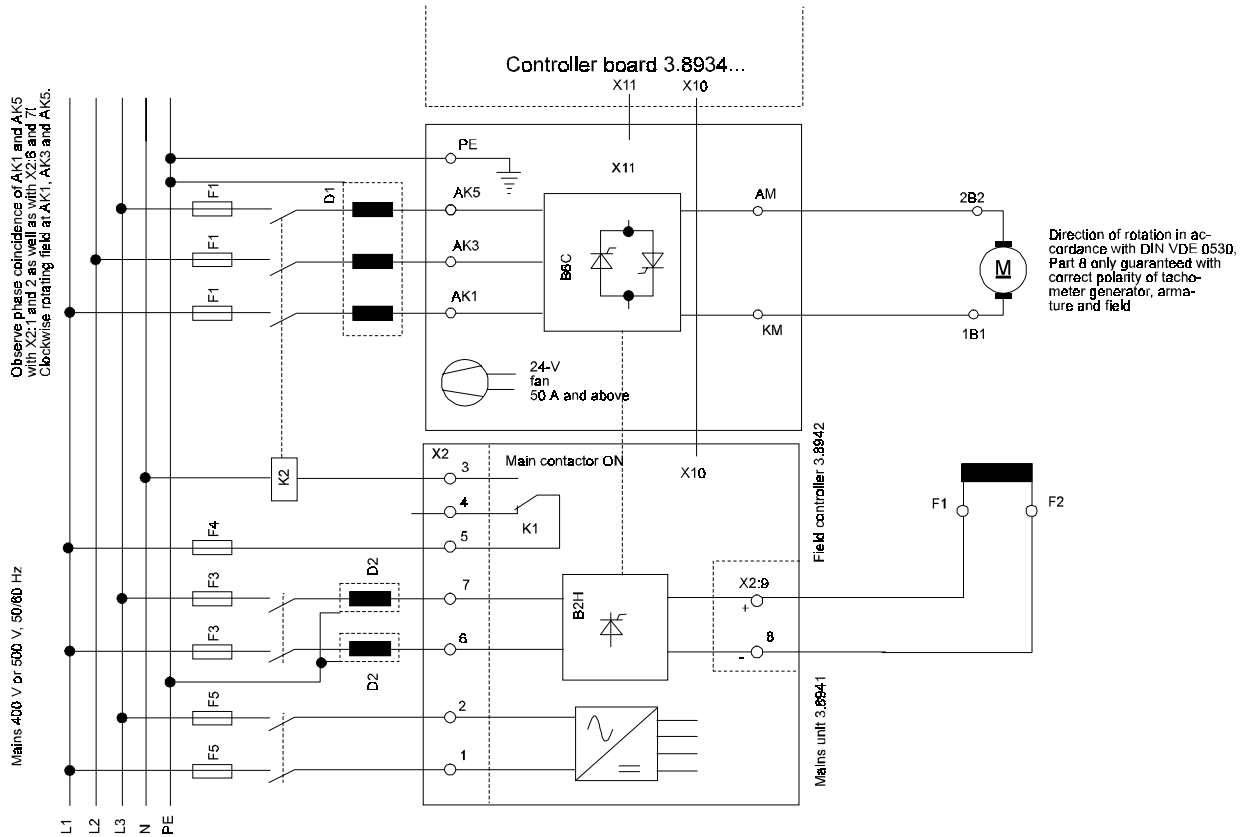 Controller board 3.8934...
X11
X10
Observe phase coincidence of AK1 and AK5
with X2:1 and 2 as well as with X2:6 and 7!
Clockwise rotating field at AK1, AK3 and AK5.
PE
X11
F1
D1
AK5
AM
2B2
F1
AK3
B6C
M
Direction of rotation in ac-
cordance with DIN VDE 0530,
Part 8 only guaranteed with
correct polarity of tacho-
meter generator, arma-
ture and field
F1
AK1
KM
1B1
24-V
fan
50 A and above
X2
Main contactor ON
X10
Field controller 3.8942
K2
3
4
K1
F1
F2
F4
5
Mains 400 V or 500 V, 50/60 Hz
F3
D2
7
B2H
X2:9
+
F3
D2
6
8
-
F5
2
Mains unit 3.8941
F5
1
L1
L2
L3
N
PE